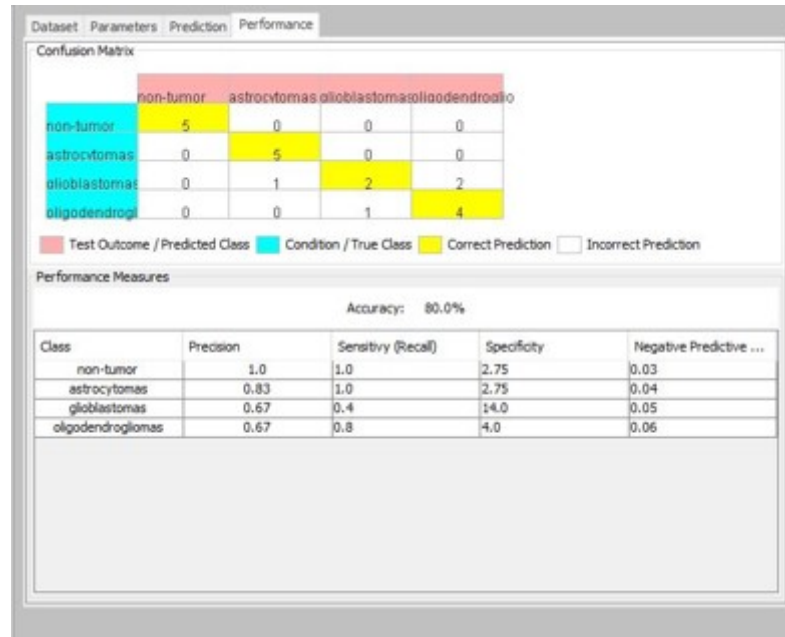 Dataset Parameters Prediction Performance
Confusion Matrix
non-tumor astrocytomas glioblastomas oligodendroglio
non-tumor 5 0 0 0
astrocytomas 0 5 0 0
glioblastomas 0 1 2 2
oligodendrogl 0 0 1 4
Test Outcome / Predicted Class Condition / True Class Correct Prediction Incorrect Prediction
Performance Measures
Accuracy: 80.0%
Class Precision Sensitivy (Recall) Specificity Negative Predictive ...
non-tumor 1.0 1.0 2.75 0.03
astrocytomas 0.83 1.0 2.75 0.04
glioblastomas 0.67 0.4 14.0 0.05
oligodendrogliomas 0.67 0.8 4.0 0.06